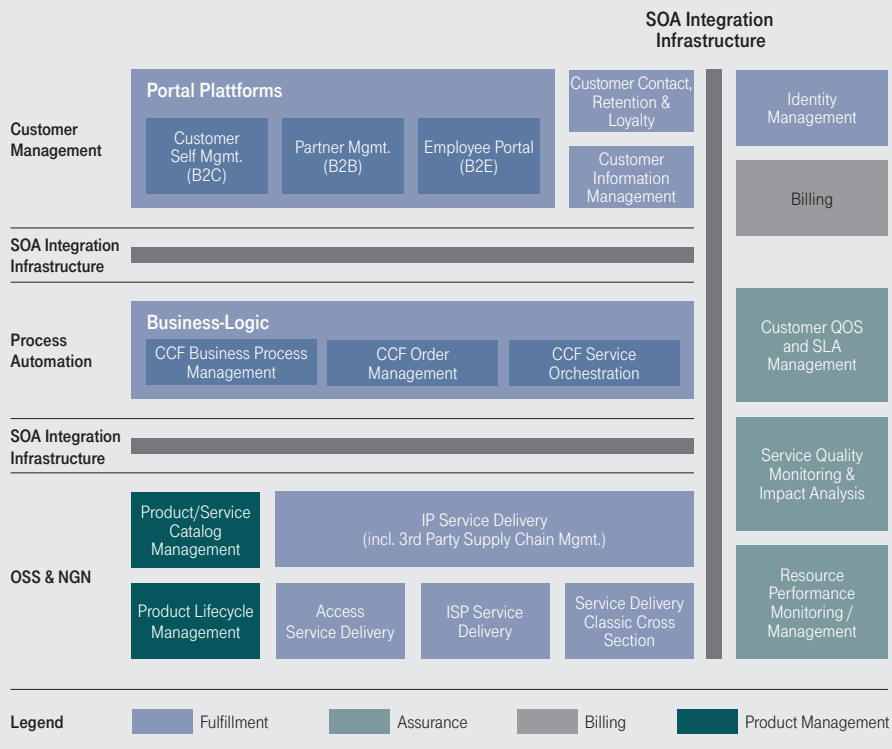 SOA Integration
Infrastructure
Customer
Management
Portal Plattforms
Customer
Self Mgmt.
(B2C)
Partner Mgmt.
(B2B)
Employee Portal
(B2E)
Customer Contact,
Retention &
Loyalty
Customer
Information
Management
Identity
Management
Billing
SOA Integration
Infrastructure
Process
Automation
Business-Logic
CCF Business Process
Management
CCF Order
Management
CCF Service
Orchestration
Customer QOS
and SLA
Management
SOA Integration
Infrastructure
Service Quality
Monitoring &
Impact Analysis
OSS & NGN
Product/Service
Catalog
Management
IP Service Delivery
(incl. 3rd Party Supply Chain Mgmt.)
Product Lifecycle
Management
Access
Service Delivery
ISP Service
Delivery
Service Delivery
Classic Cross
Section
Resource
Performance
Monitoring /
Management
Legend
Fulfillment
Assurance
Billing
Product Management